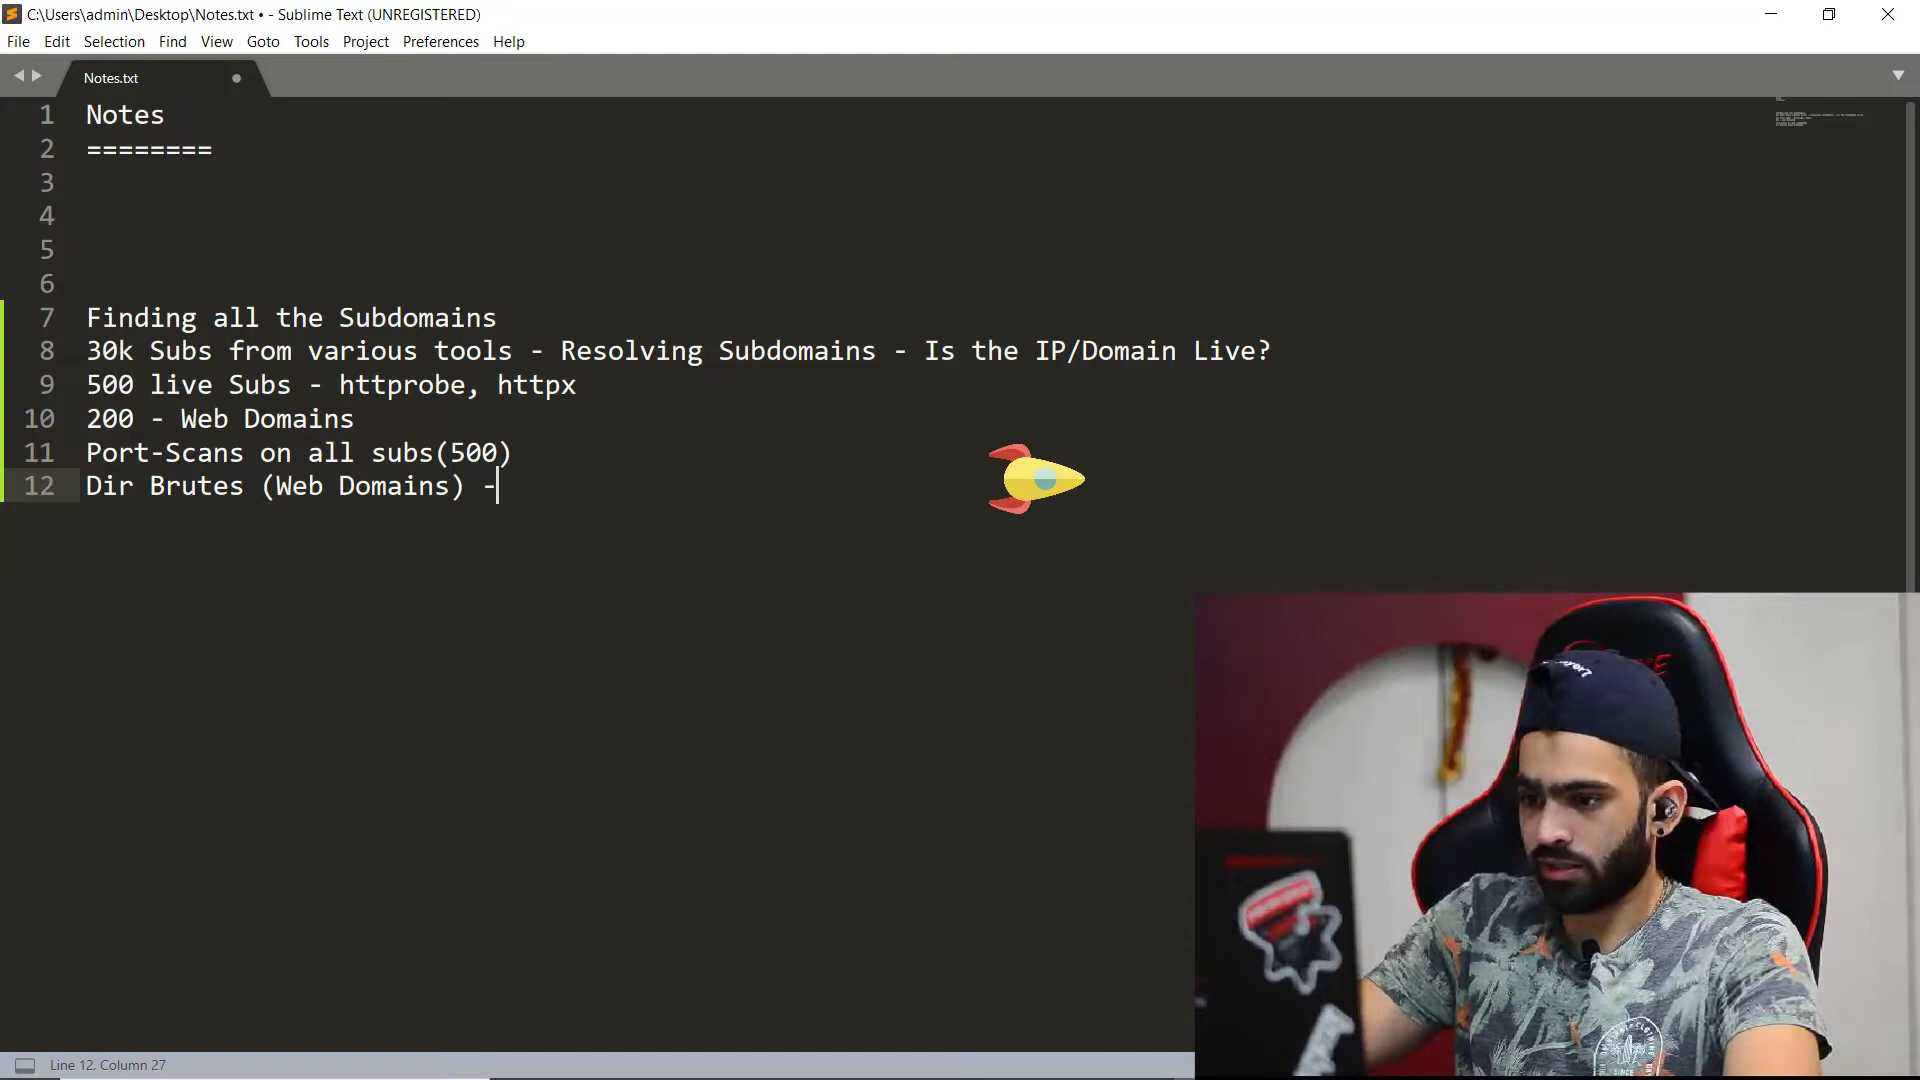 C:\Users\admin\Desktop\Notes.txt • - Sublime Text (UNREGISTERED)
File Edit Selection Find View Goto Tools Project Preferences Help
Notes.txt
1 Notes
2 ========
3
4
5
6
7 Finding all the Subdomains
8 30k Subs from various tools - Resolving Subdomains - Is the IP/Domain Live?
9 500 live Subs - httprobe, httpx
10 200 - Web Domains
11 Port-Scans on all subs(500)
12 Dir Brutes (Web Domains) -
Line 12, Column 27